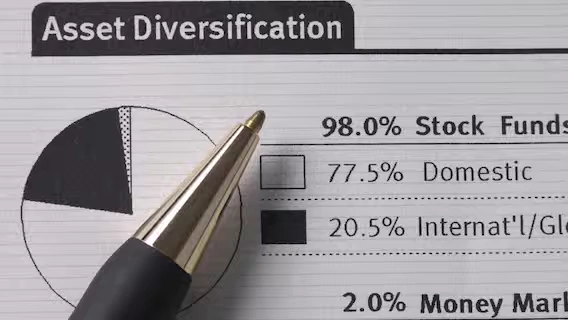 Asset Diversification
98.0% Stock Funds
77.5% Domestic
20.5% Internat'l/Gl
2.0% Money Mar